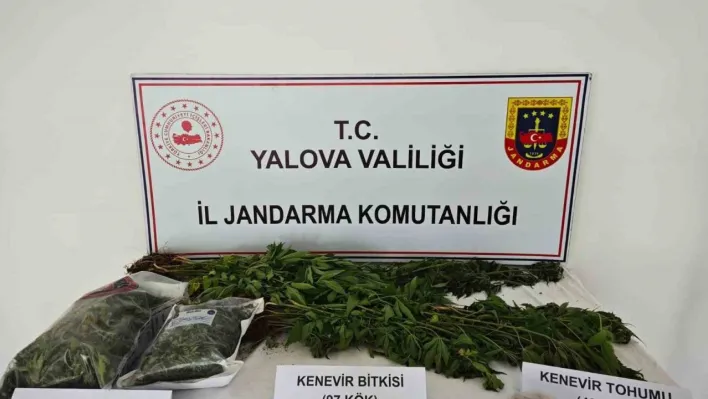 T.C.
YALOVA VALİLİĞİ
İL JANDARMA KOMUTANLIĞI
JANDARMA
KENEVİR BİTKİSİ
KENEVİR TOHUMU